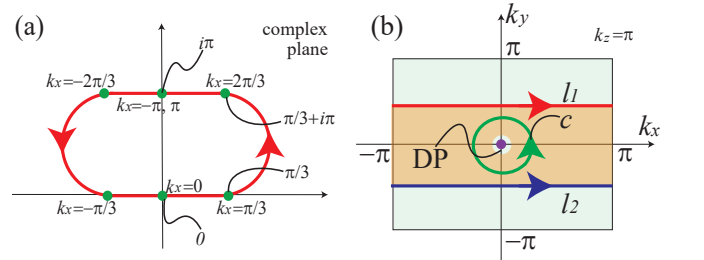 (a)
iπ
complex
plane
kx=-2π/3
kx=2π/3
kx=-π, π
π/3+iπ
π/3
kx=0
kx=-π/3
kx=π/3
0
(b)
ky
kz=π
π
l1
kx
c
-π
DP
π
l2
-π